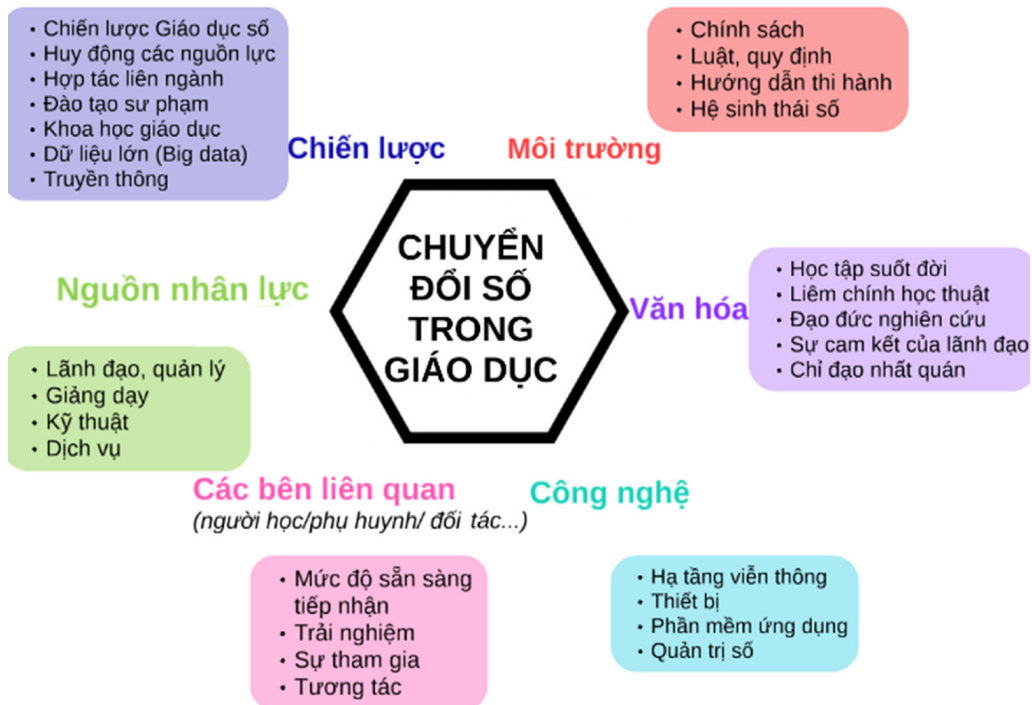 • Chiến lược Giáo dục số
• Huy động các nguồn lực
• Hợp tác liên ngành
• Đào tạo sư phạm
• Khoa học giáo dục
• Dữ liệu lớn (Big data)
• Truyền thông
Chiến lược
• Chính sách
• Luật, quy định
• Hướng dẫn thi hành
• Hệ sinh thái số
Môi trường
CHUYỂN
ĐỔI SỐ
TRONG
GIÁO DỤC
Nguồn nhân lực
• Lãnh đạo, quản lý
• Giảng dạy
• Kỹ thuật
• Dịch vụ
Văn hóa
• Học tập suốt đời
• Liêm chính học thuật
• Đạo đức nghiên cứu
• Sự cam kết của lãnh đạo
• Chỉ đạo nhất quán
Các bên liên quan
(người học/phụ huynh/ đối tác...)
• Mức độ sẵn sàng
tiếp nhận
• Trải nghiệm
• Sự tham gia
• Tương tác
Công nghệ
• Hạ tầng viễn thông
• Thiết bị
• Phần mềm ứng dụng
• Quản trị số